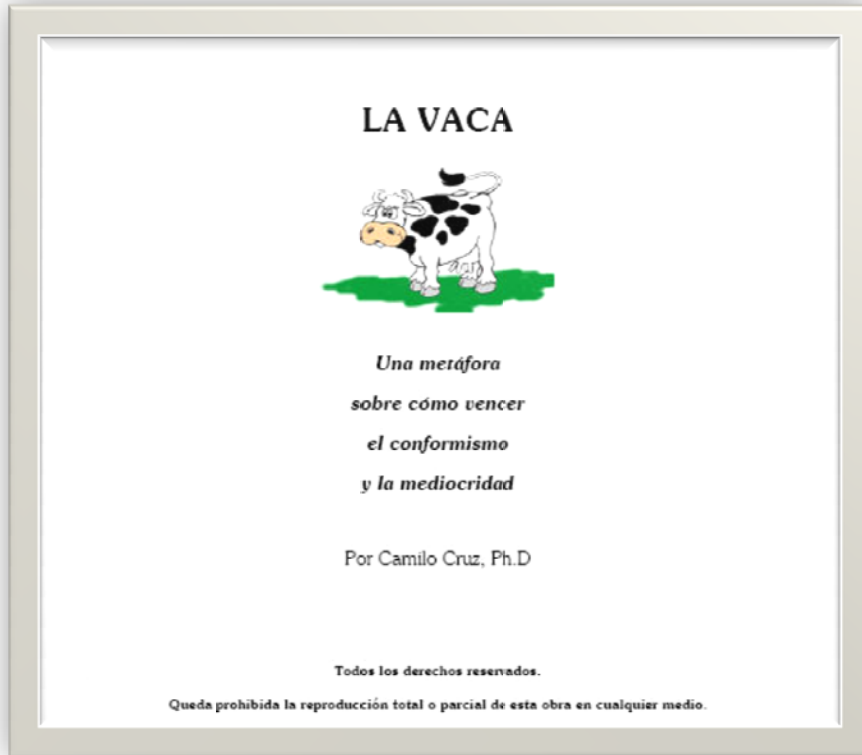 LA VACA
Una metáfora
sobre cómo vencer
el conformismo
y la mediocridad
Por Camilo Cruz, Ph.D
Todos los derechos reservados.
Queda prohibida la reproducción total o parcial de esta obra en cualquier medio.